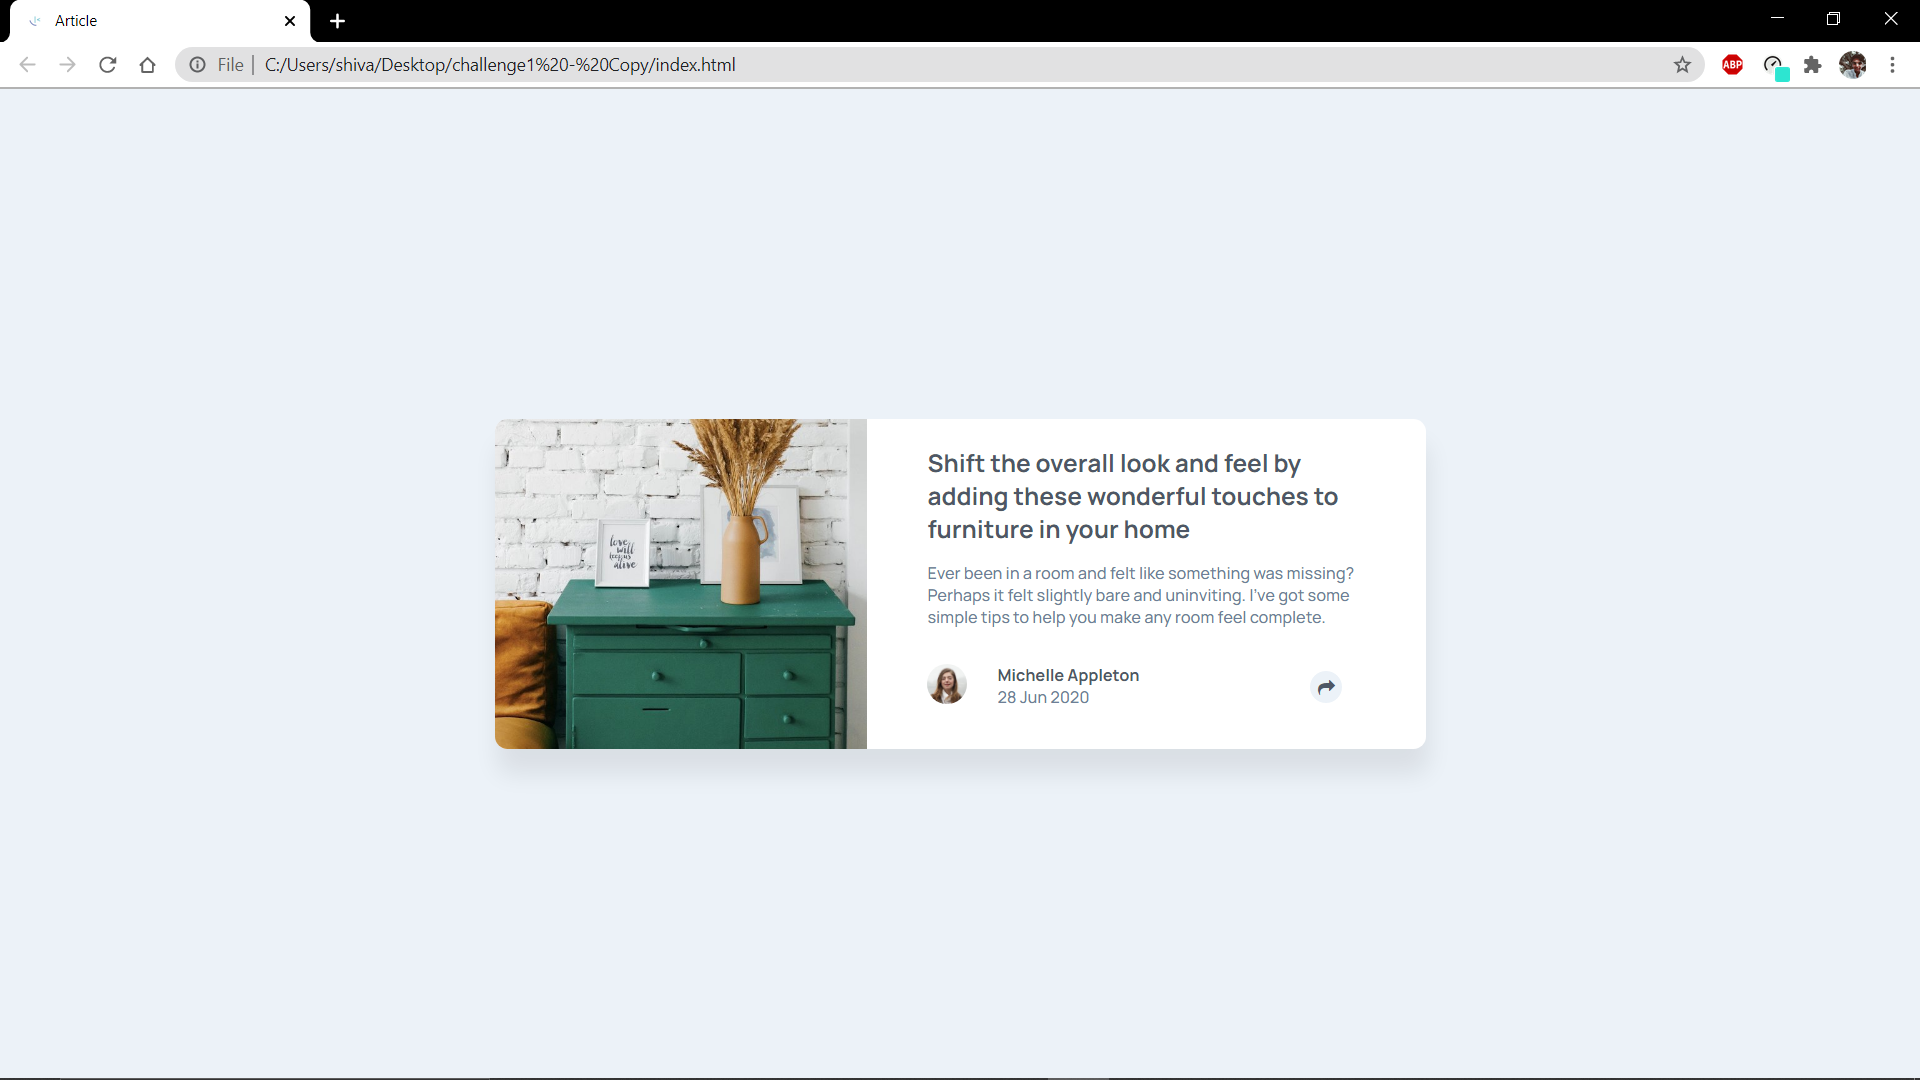 Article
File
C:/Users/shiva/Desktop/challenge1%20-%20Copy/index.html
ABP
love
will
keep us
alive
Shift the overall look and feel by
adding these wonderful touches to
furniture in your home
Ever been in a room and felt like something was missing?
Perhaps it felt slightly bare and uninviting. I've got some
simple tips to help you make any room feel complete.
Michelle Appleton
28 Jun 2020